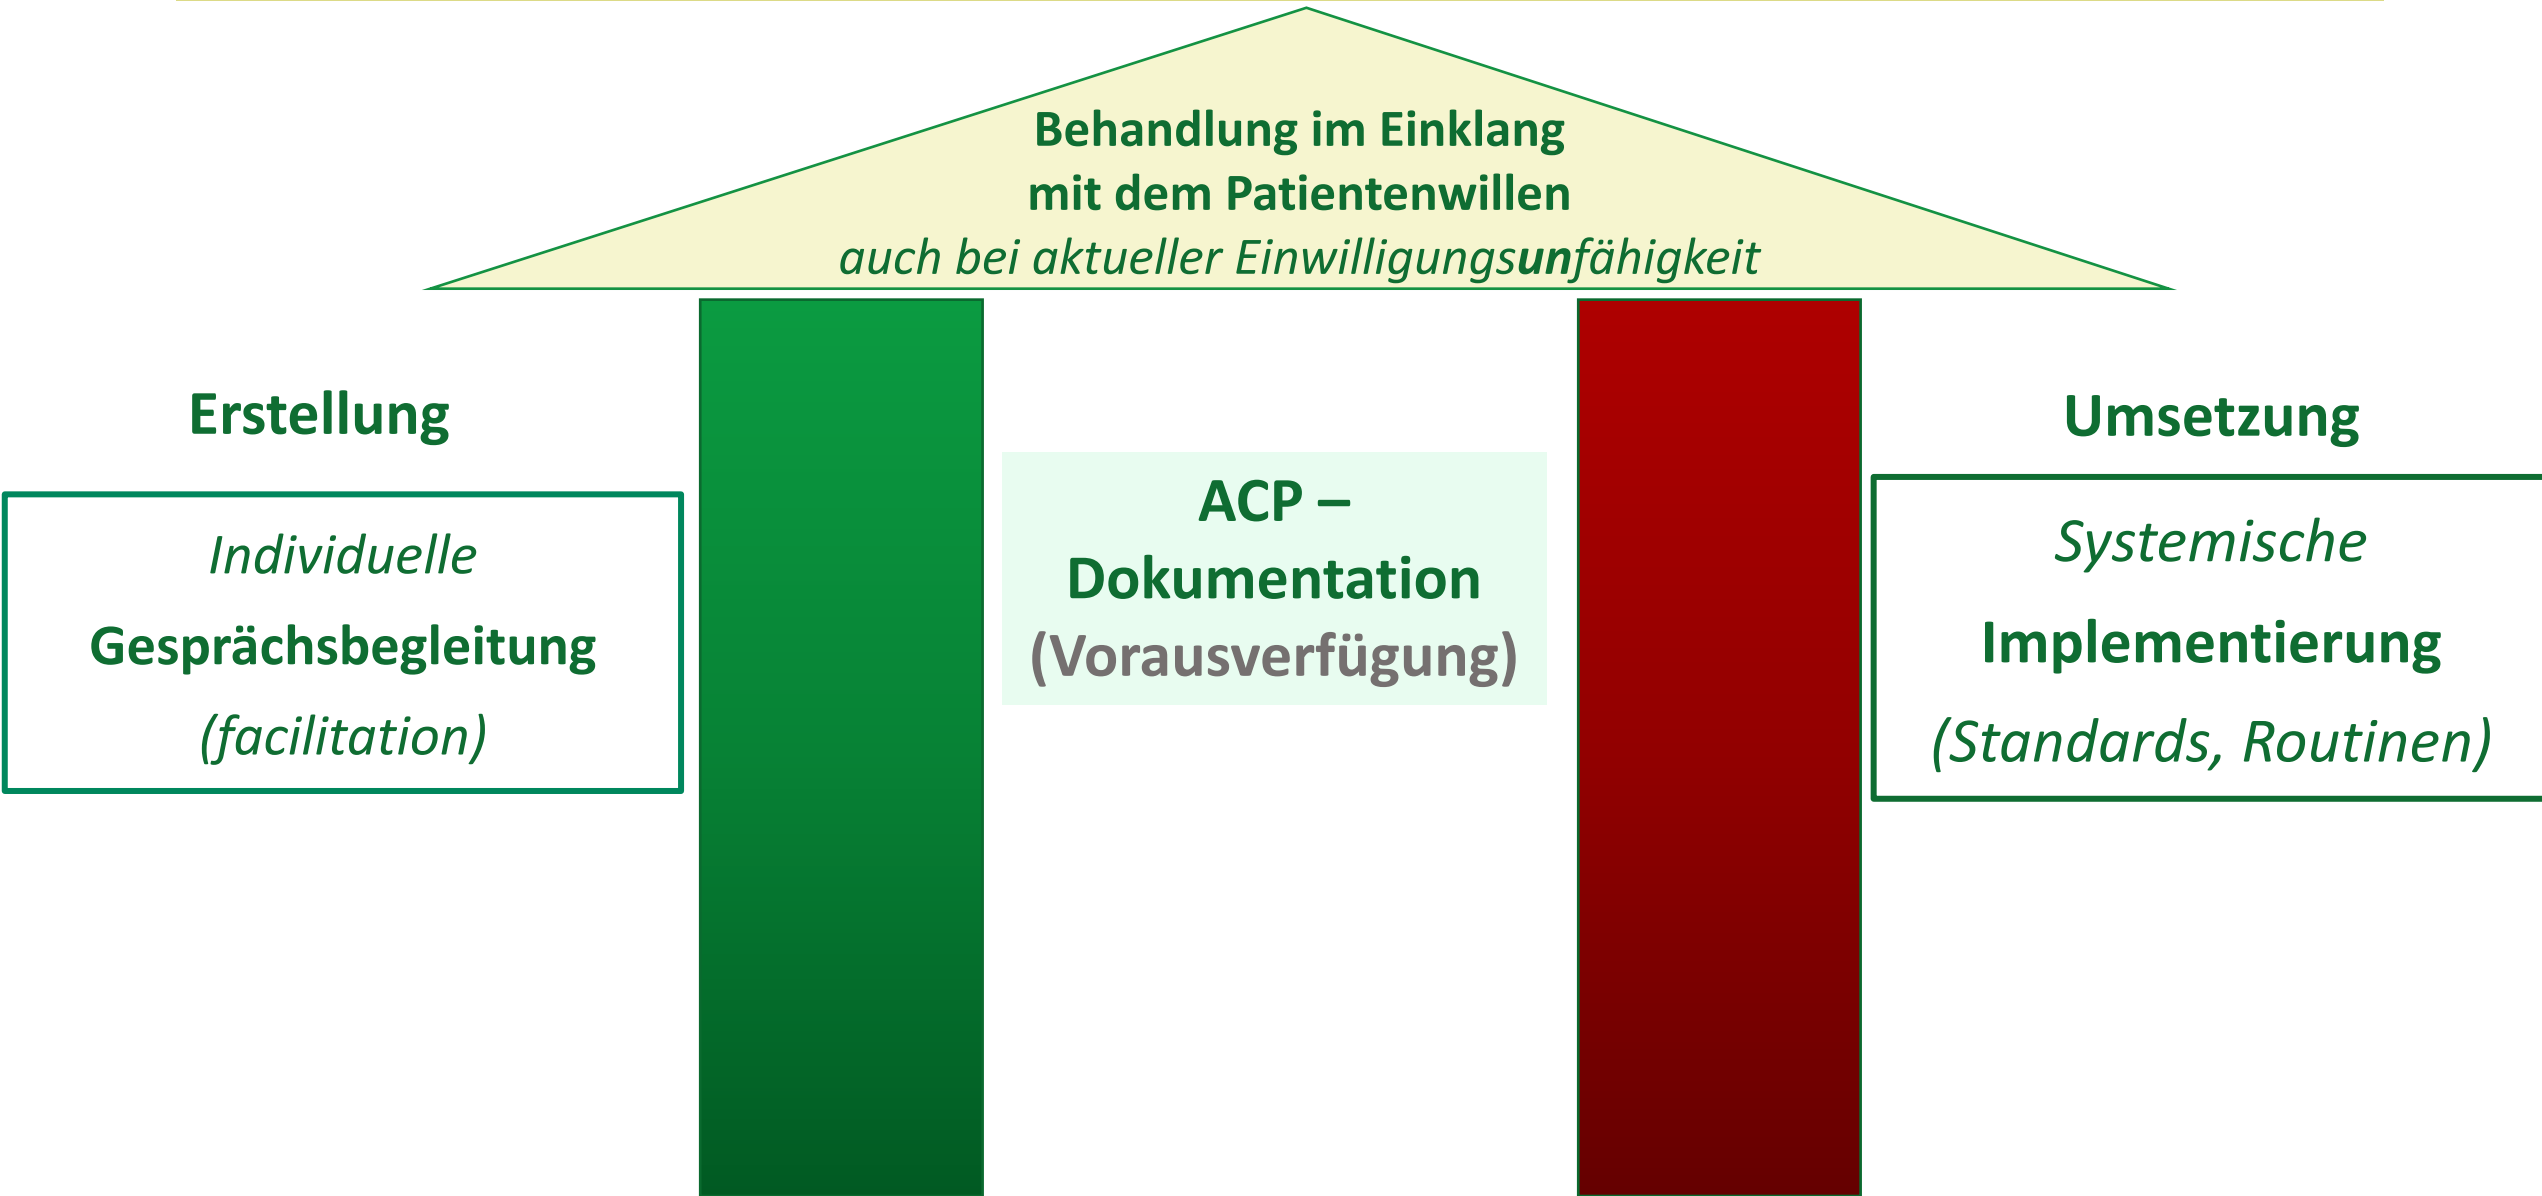 Behandlung im Einklang
mit dem Patientenwillen
auch bei aktueller Einwilligungsunfähigkeit
Erstellung
Individuelle
Gesprächsbegleitung
(facilitation)
ACP –
Dokumentation
(Vorausverfügung)
Umsetzung
Systemische
Implementierung
(Standards, Routinen)